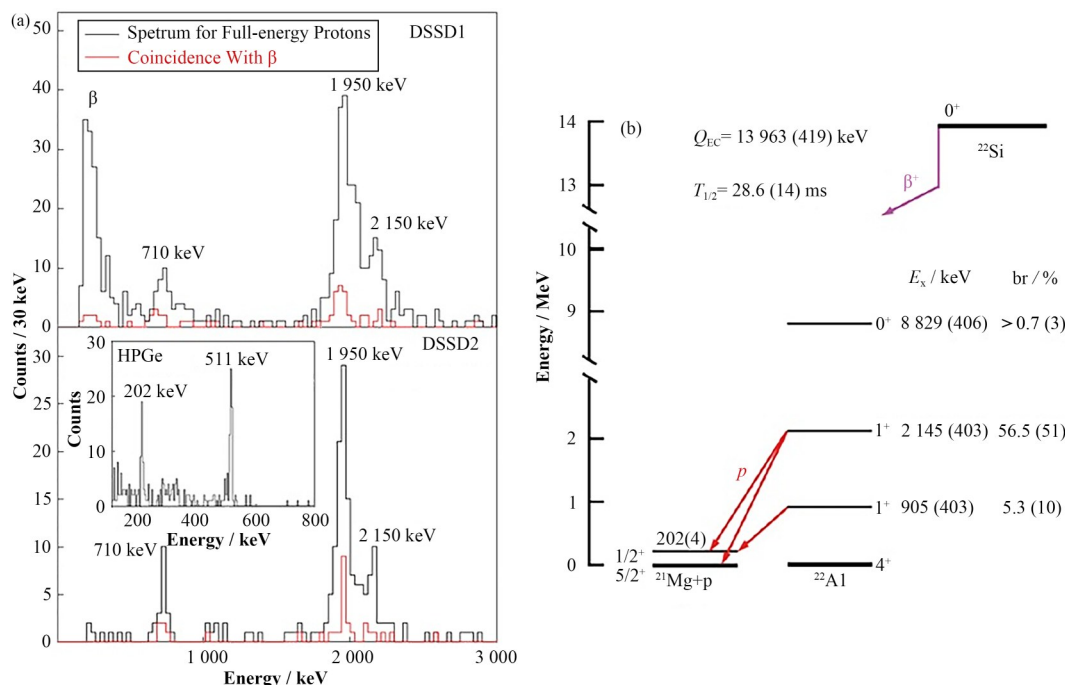 (a)
50
40
30
20
10
0
Spetrum for Full-energy Protons
Coincidence With β
DSSD1
β
710 keV
1 950 keV
2 150 keV
Counts / 30 keV
30
25
20
15
10
5
0
DSSD2
1 950 keV
2 150 keV
710 keV
30
20
10
0
Counts
HPGe
202 keV
511 keV
200 400 600 800
Energy / keV
1 000 2 000 3 000
Energy / keV
(b)
Energy / MeV
14
13
10
9
2
1
0
Q_EC = 13 963 (419) keV
T_1/2 = 28.6 (14) ms
0⁺
²²Si
β⁺
E_x / keV br / %
0⁺ 8 829 (406) > 0.7 (3)
1⁺ 2 145 (403) 56.5 (51)
p
1⁺ 905 (403) 5.3 (10)
1/2⁺ 202(4)
5/2⁺ ²¹Mg+p
²²A1 4⁺